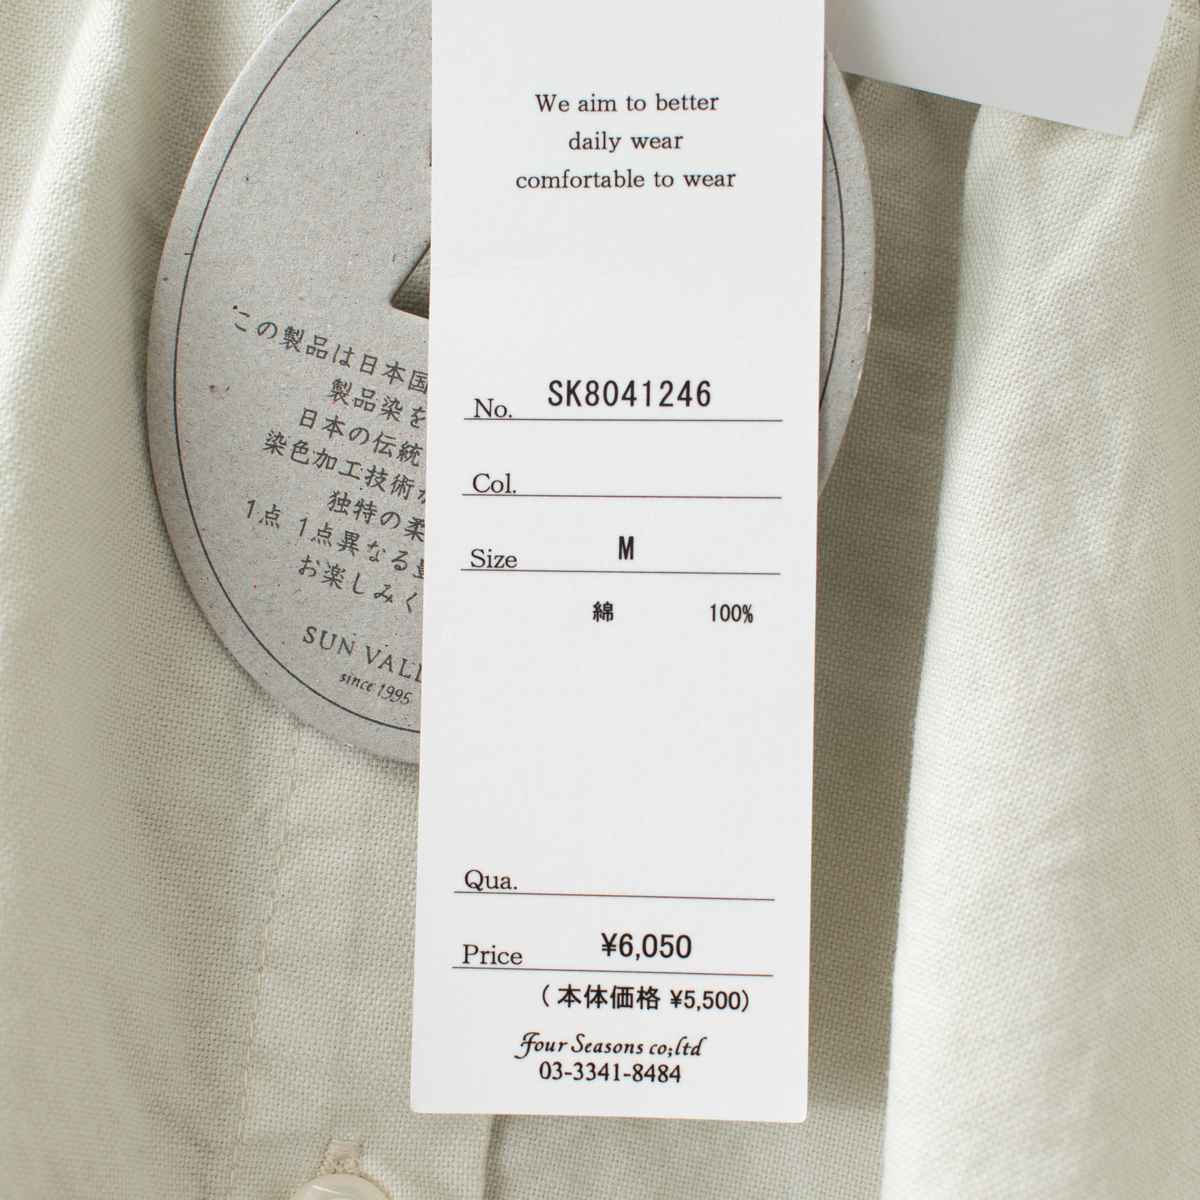 We aim to better
daily wear
comfortable to wear
No. SK8041246
Col.
Size M
綿 100%
Qua.
Price ¥6,050
(本体価格 ¥5,500)
Four Seasons co;ltd
03-3341-8484
この製品は日本国
製品染を
日本の伝統
染色加工技術が
独特の柔
1点 1点異なる
お楽しみく
SUN VALL
since 1995